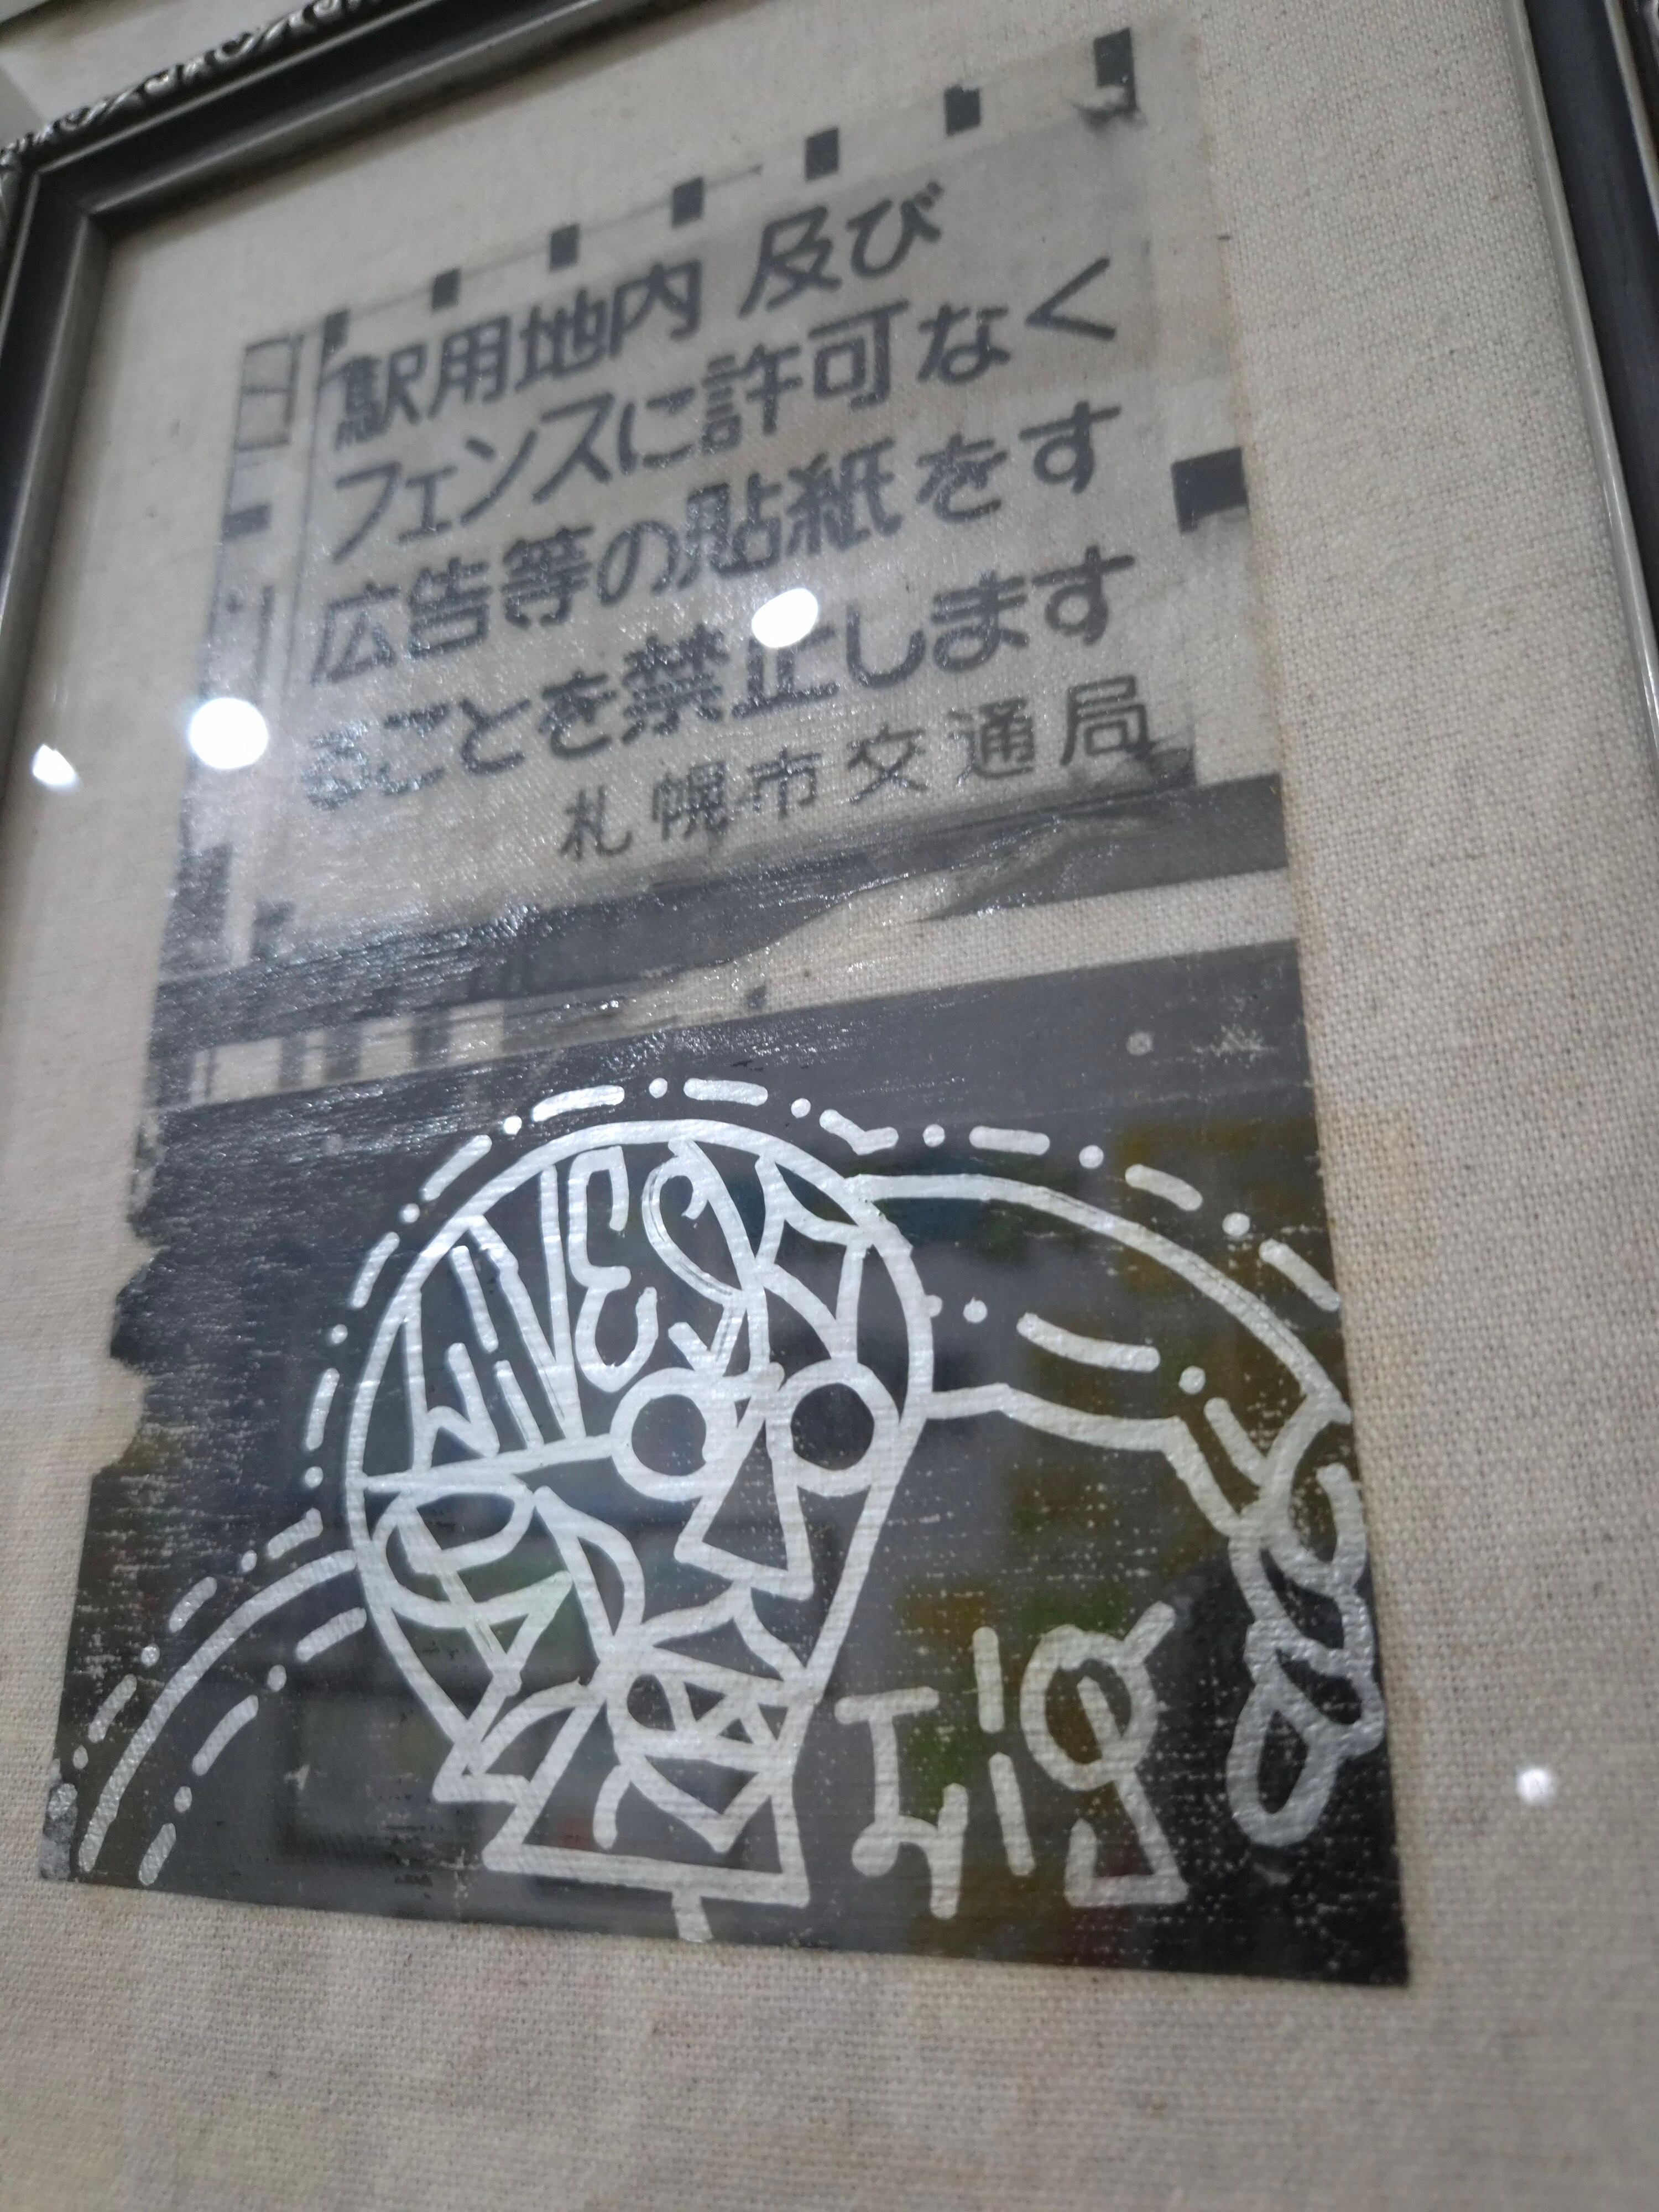 駅用地内 及び
フェンスに許可なく
広告等の貼紙をす
ることを禁止します
札幌市交通局